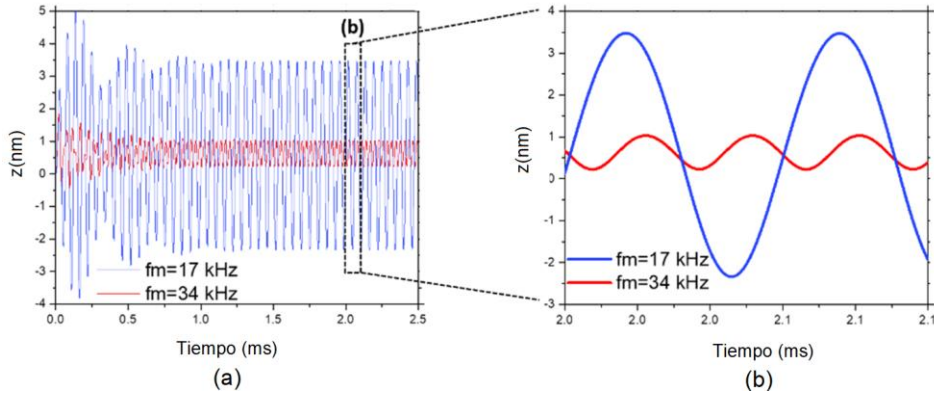 (b)
5
4
3
2
1
0
-1
-2
-3
-4
z(nm)
fm=17 kHz
fm=34 kHz
0.0 0.5 1.0 1.5 2.0 2.5
Tiempo (ms)
(a)
4
3
2
1
0
-1
-2
-3
z(nm)
fm=17 kHz
fm=34 kHz
2.0 2.0 2.0 2.1 2.1 2.1
Tiempo (ms)
(b)